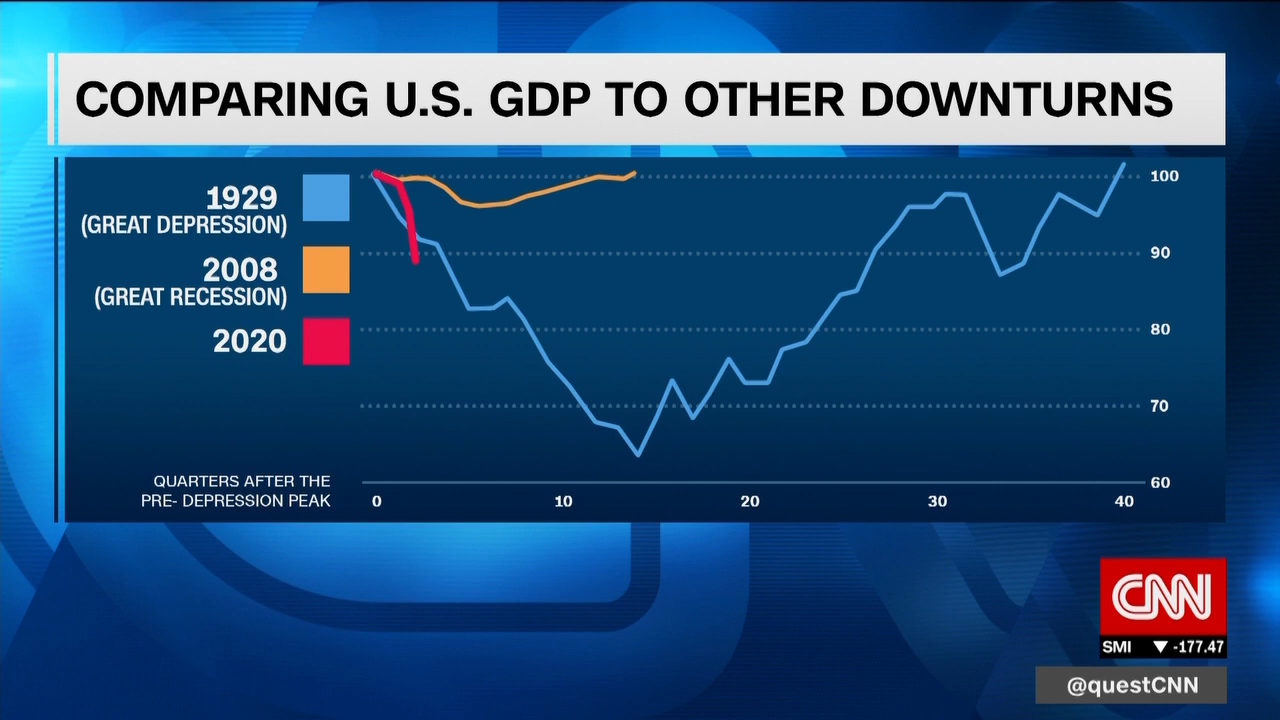 COMPARING U.S. GDP TO OTHER DOWNTURNS
1929
(GREAT DEPRESSION)
2008
(GREAT RECESSION)
2020
100
90
80
70
60
QUARTERS AFTER THE
PRE- DEPRESSION PEAK
0 10 20 30 40
CNN
SMI ▼ -177.47
@questCNN